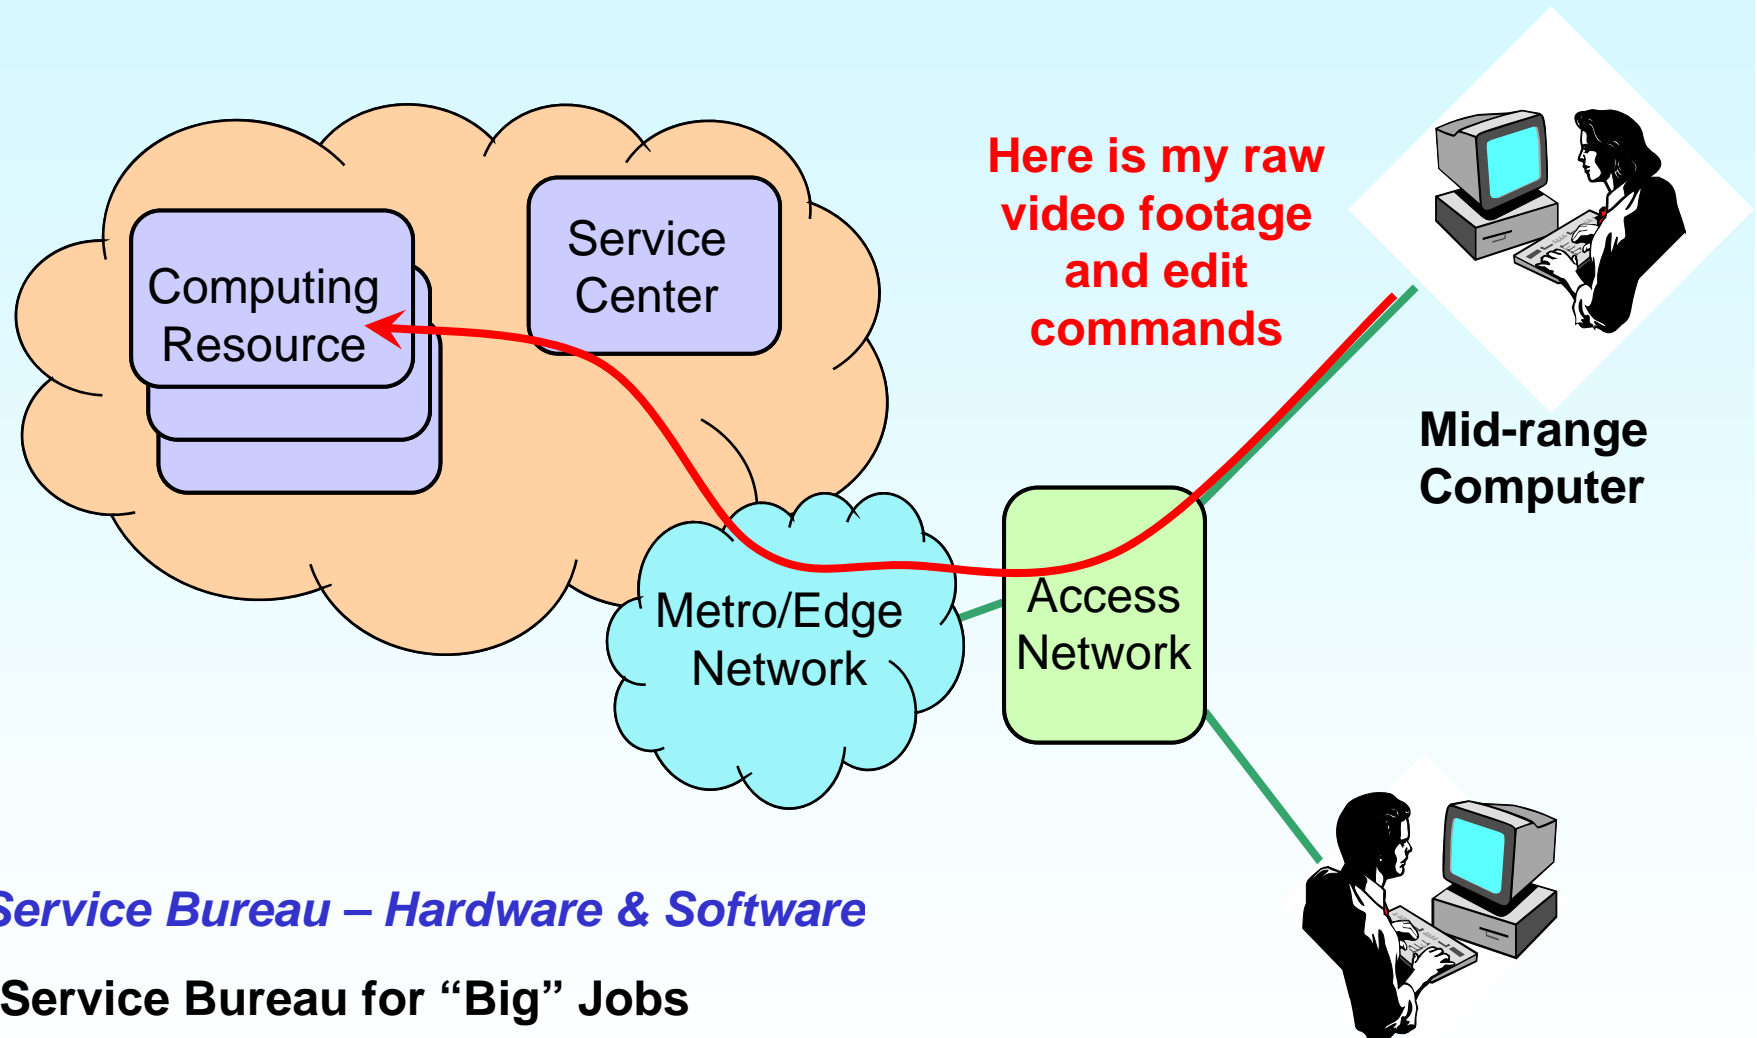 Computing
Resource
Service
Center
Here is my raw
video footage
and edit
commands
Mid-range
Computer
Metro/Edge
Network
Access
Network
Service Bureau – Hardware & Software
Service Bureau for “Big” Jobs